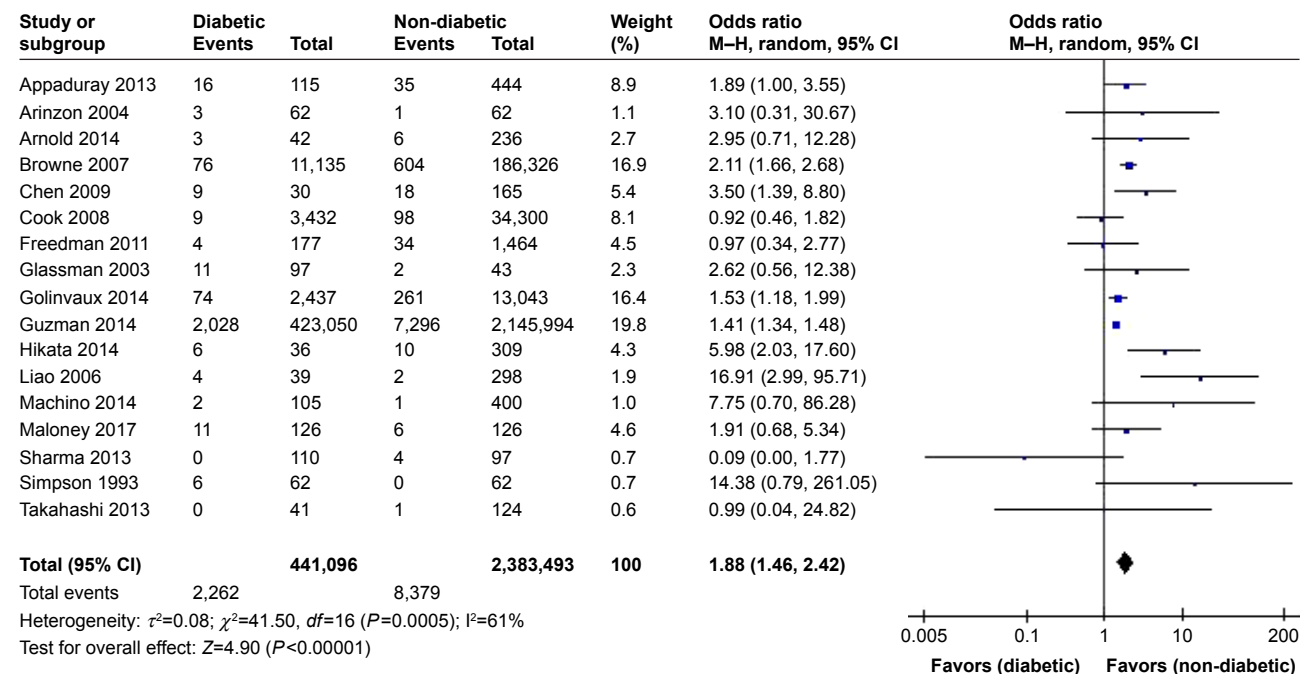 Study or subgroup Diabetic Events Total Non-diabetic Events Total Weight (%) Odds ratio M–H, random, 95% CI Odds ratio M–H, random, 95% CI
Appaduray 2013 16 115 35 444 8.9 1.89 (1.00, 3.55)
Arinzon 2004 3 62 1 62 1.1 3.10 (0.31, 30.67)
Arnold 2014 3 42 6 236 2.7 2.95 (0.71, 12.28)
Browne 2007 76 11,135 604 186,326 16.9 2.11 (1.66, 2.68)
Chen 2009 9 30 18 165 5.4 3.50 (1.39, 8.80)
Cook 2008 9 3,432 98 34,300 8.1 0.92 (0.46, 1.82)
Freedman 2011 4 177 34 1,464 4.5 0.97 (0.34, 2.77)
Glassman 2003 11 97 2 43 2.3 2.62 (0.56, 12.38)
Golinvaux 2014 74 2,437 261 13,043 16.4 1.53 (1.18, 1.99)
Guzman 2014 2,028 423,050 7,296 2,145,994 19.8 1.41 (1.34, 1.48)
Hikata 2014 6 36 10 309 4.3 5.98 (2.03, 17.60)
Liao 2006 4 39 2 298 1.9 16.91 (2.99, 95.71)
Machino 2014 2 105 1 400 1.0 7.75 (0.70, 86.28)
Maloney 2017 11 126 6 126 4.6 1.91 (0.68, 5.34)
Sharma 2013 0 110 4 97 0.7 0.09 (0.00, 1.77)
Simpson 1993 6 62 0 62 0.7 14.38 (0.79, 261.05)
Takahashi 2013 0 41 1 124 0.6 0.99 (0.04, 24.82)
Total (95% CI) 441,096 2,383,493 100 1.88 (1.46, 2.42)
Total events 2,262 8,379
Heterogeneity: τ²=0.08; χ²=41.50, df=16 (P=0.0005); I²=61%
Test for overall effect: Z=4.90 (P<0.00001)
0.005 0.1 1 10 200
Favors (diabetic) Favors (non-diabetic)